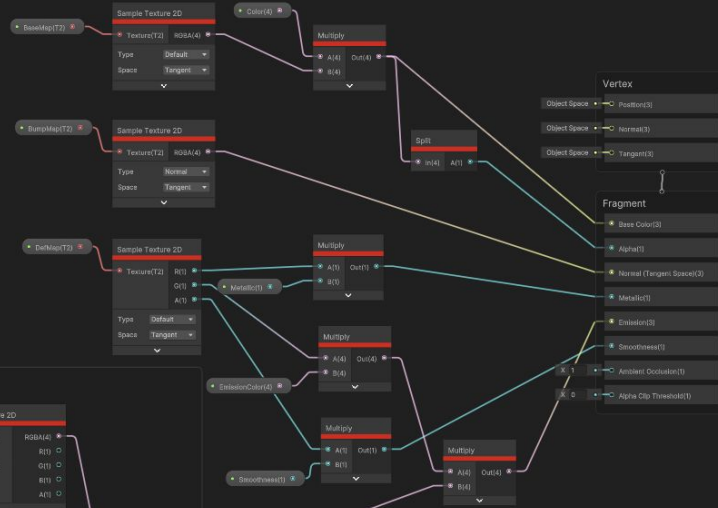 BaseMap(T2)
Sample Texture 2D
Texture(T2) RGBA(4)
Type Default
Space Tangent
Color(4)
Multiply
A(4) Out(4)
B(4)
BumpMap(T2)
Sample Texture 2D
Texture(T2) RGBA(4)
Type Normal
Space Tangent
Split
In(4) A(1)
Vertex
Object Space Position(3)
Object Space Normal(3)
Object Space Tangent(3)
Fragment
Base Color(3)
Alpha(1)
Normal (Tangent Space)(3)
Metallic(1)
Emission(3)
Smoothness(1)
X 1 Ambient Occlusion(1)
X 0 Alpha Clip Threshold(1)
DefMap(T2)
Sample Texture 2D
Texture(T2) R(1)
G(1)
A(1)
Type Default
Space Tangent
Metallic(1)
Multiply
A(1) Out(1)
B(1)
EmissionColor(4)
Multiply
A(4) Out(4)
B(4)
Smoothness(1)
Multiply
A(1) Out(1)
B(1)
Multiply
A(4) Out(4)
B(4)
e 2D
RGBA(4)
R(1)
G(1)
B(1)
A(1)